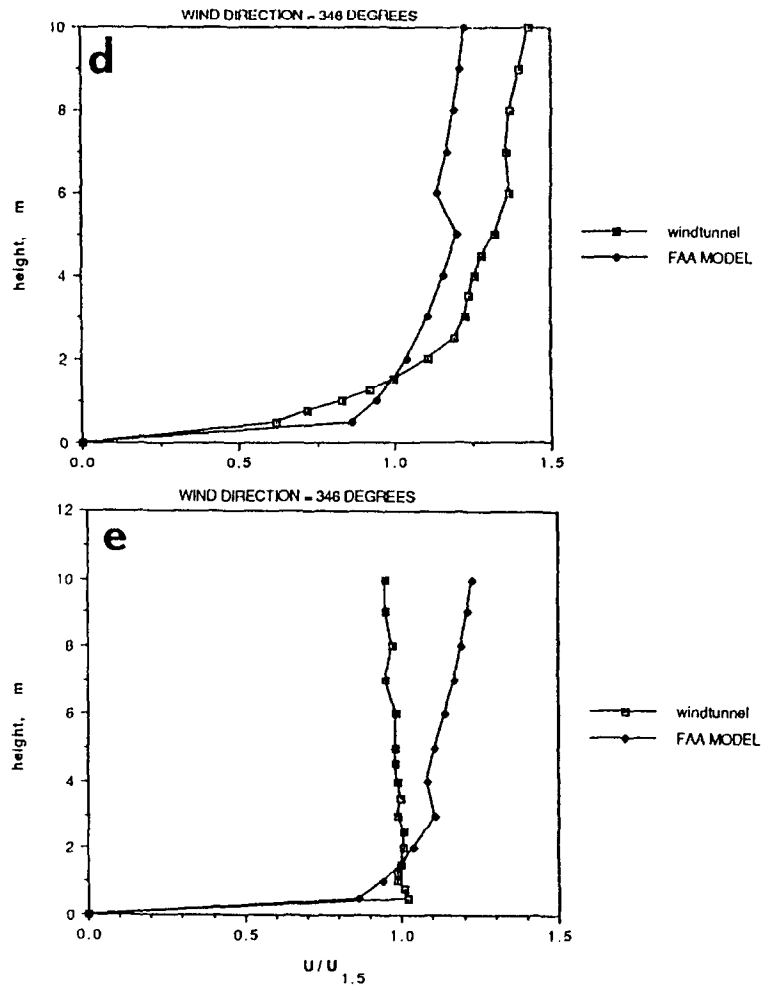 WIND DIRECTION = 346 DEGREES
d
10
8
6
4
2
0
height, m
0.0 0.5 1.0 1.5
windtunnel
FAA MODEL
WIND DIRECTION = 346 DEGREES
e
12
10
8
6
4
2
0
height, m
0.0 0.5 1.0 1.5
windtunnel
FAA MODEL
U / U 1.5